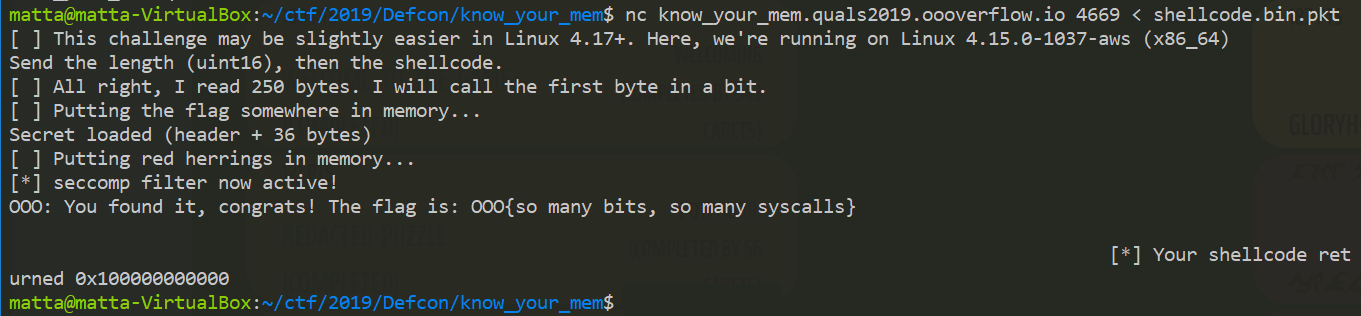 matta@matta-VirtualBox:~/ctf/2019/Defcon/know_your_mem$ nc know_your_mem.quals2019.oooverflow.io 4669 < shellcode.bin.pkt
[ ] This challenge may be slightly easier in Linux 4.17+. Here, we're running on Linux 4.15.0-1037-aws (x86_64)
Send the length (uint16), then the shellcode.
[ ] All right, I read 250 bytes. I will call the first byte in a bit.
[ ] Putting the flag somewhere in memory...
Secret loaded (header + 36 bytes)
[ ] Putting red herrings in memory...
[*] seccomp filter now active!
OOO: You found it, congrats! The flag is: OOO{so many bits, so many syscalls}
[*] Your shellcode ret
urned 0x100000000000
matta@matta-VirtualBox:~/ctf/2019/Defcon/know_your_mem$